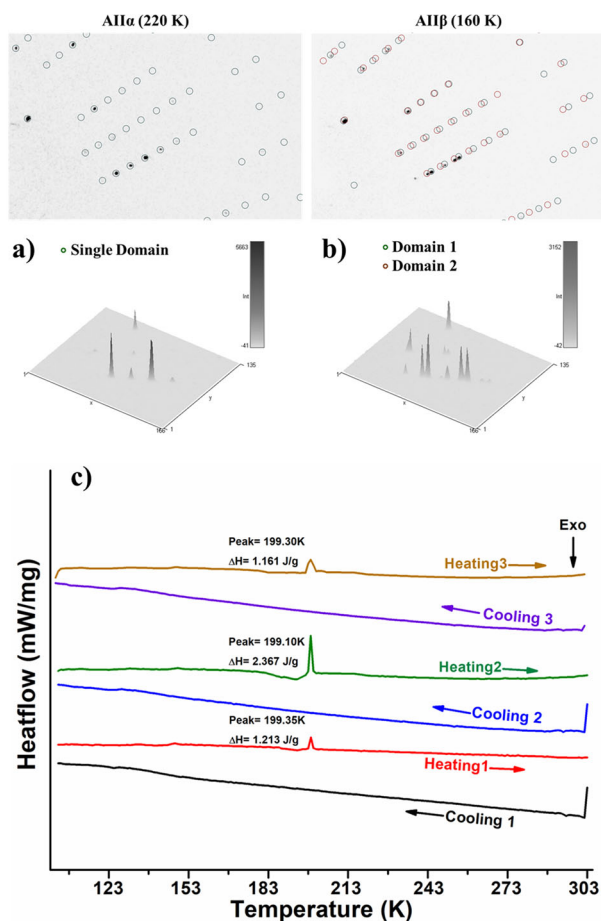 AIIα (220 K)
AIIβ (160 K)
a)
Single Domain
5663
Int
-41
1
x
166
1
y
135
b)
Domain 1
Domain 2
3162
Int
-42
1
x
166
1
y
135
c)
Exo
Peak= 199.30K
ΔH= 1.161 J/g
Heating3
Cooling 3
Peak= 199.10K
ΔH= 2.367 J/g
Heating2
Cooling 2
Peak= 199.35K
ΔH= 1.213 J/g
Heating1
Cooling 1
Heatflow (mW/mg)
123
153
183
213
243
273
303
Temperature (K)